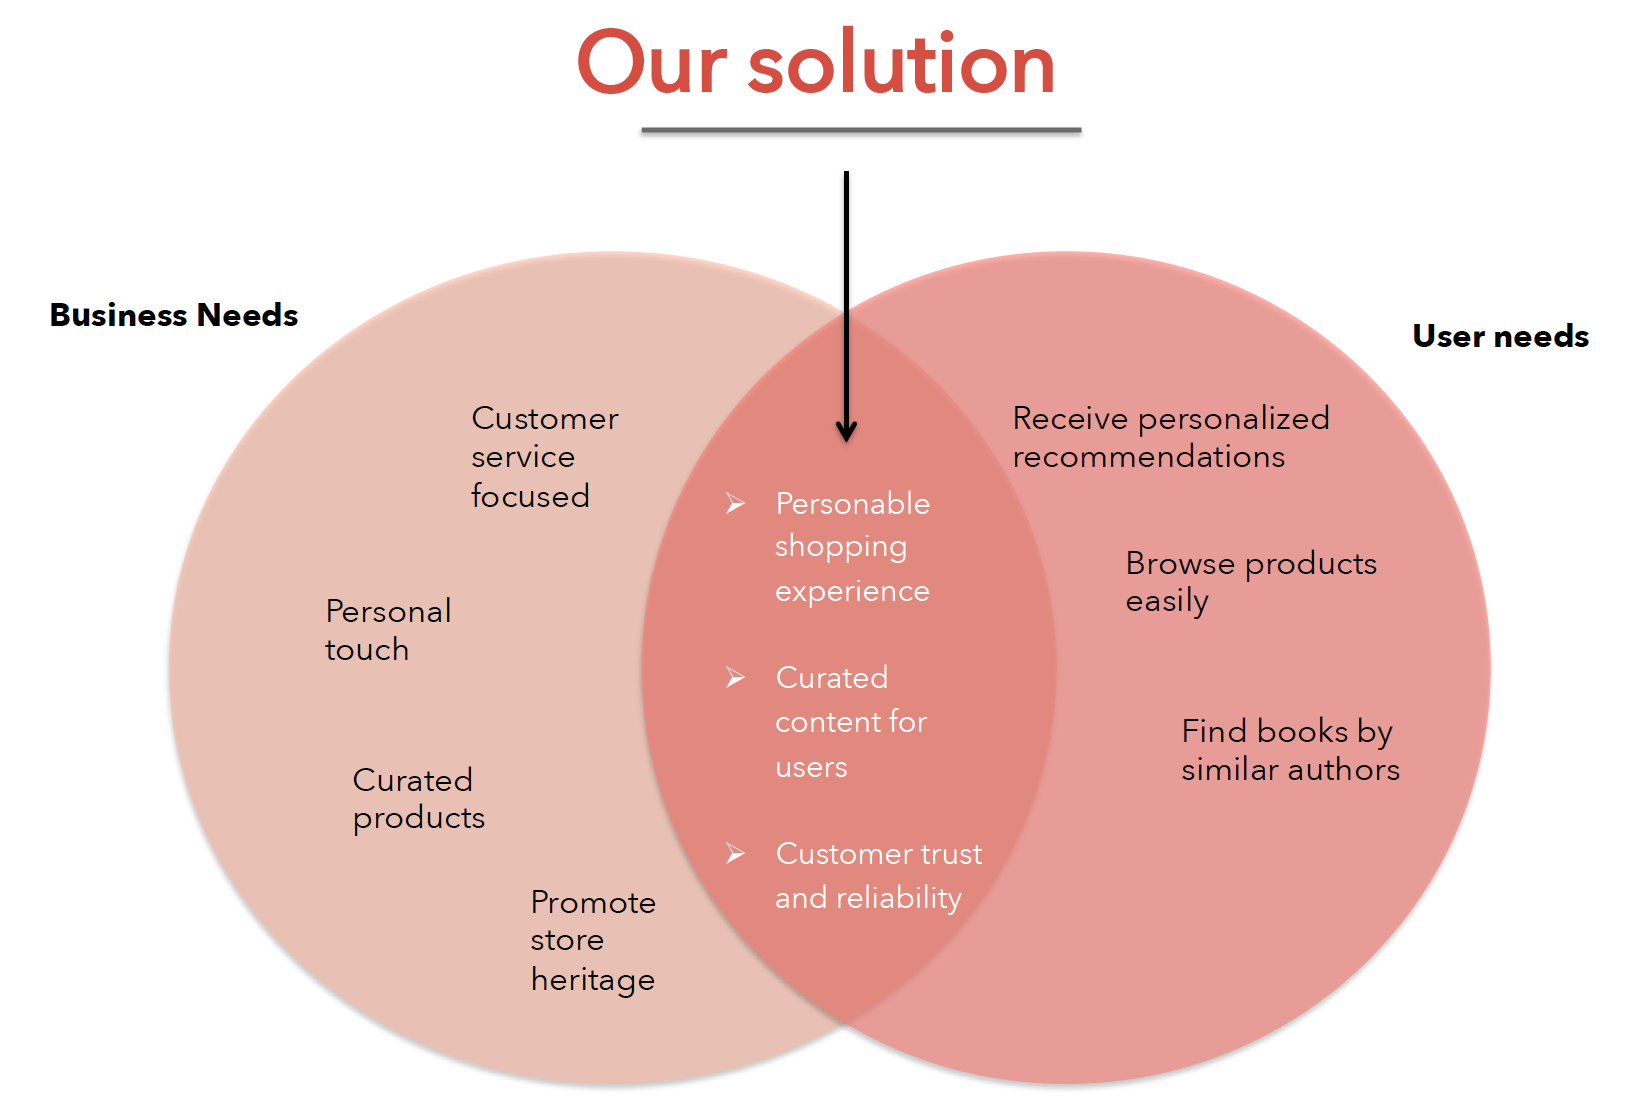 Our solution
Business Needs
User needs
Customer
service
focused
Personal
touch
Curated
products
Promote
store
heritage
➢ Personable
shopping
experience
➢ Curated
content for
users
➢ Customer trust
and reliability
Receive personalized
recommendations
Browse products
easily
Find books by
similar authors